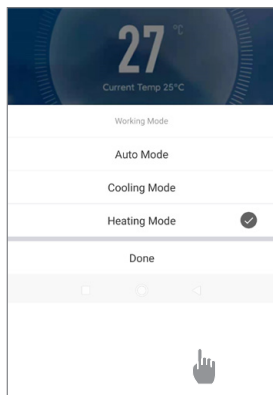 27 °C
Current Temp 25°C
Working Mode
Auto Mode
Cooling Mode
Heating Mode
Done